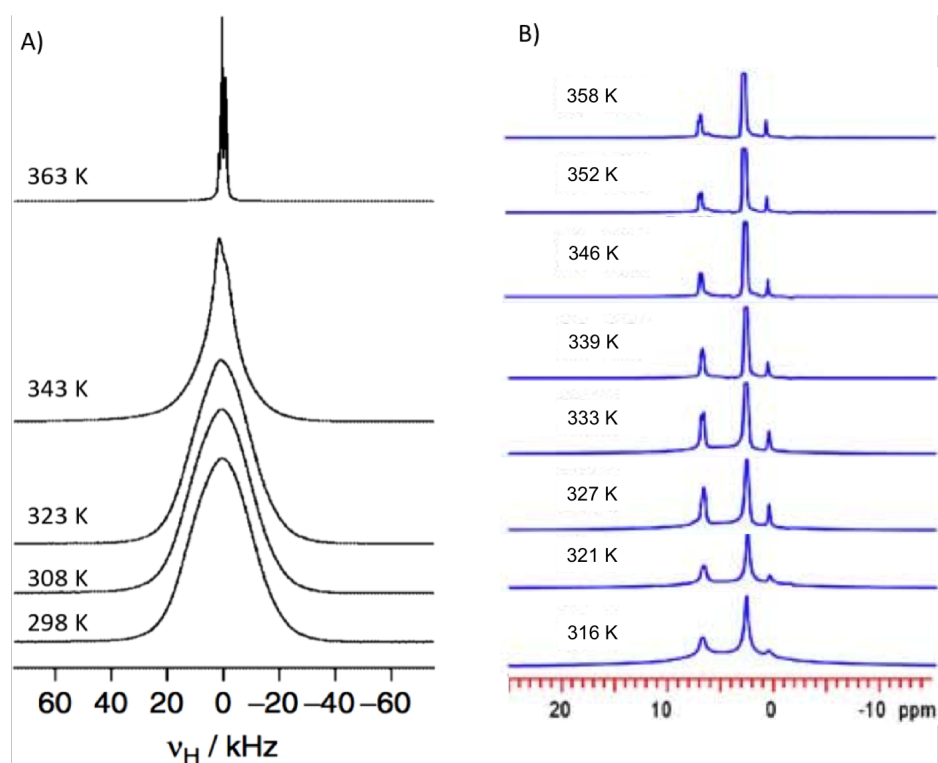 A)
363 K
343 K
323 K
308 K
298 K
60 40 20 0 −20 −40 −60
νH / kHz
B)
358 K
352 K
346 K
339 K
333 K
327 K
321 K
316 K
20 10 0 -10 ppm